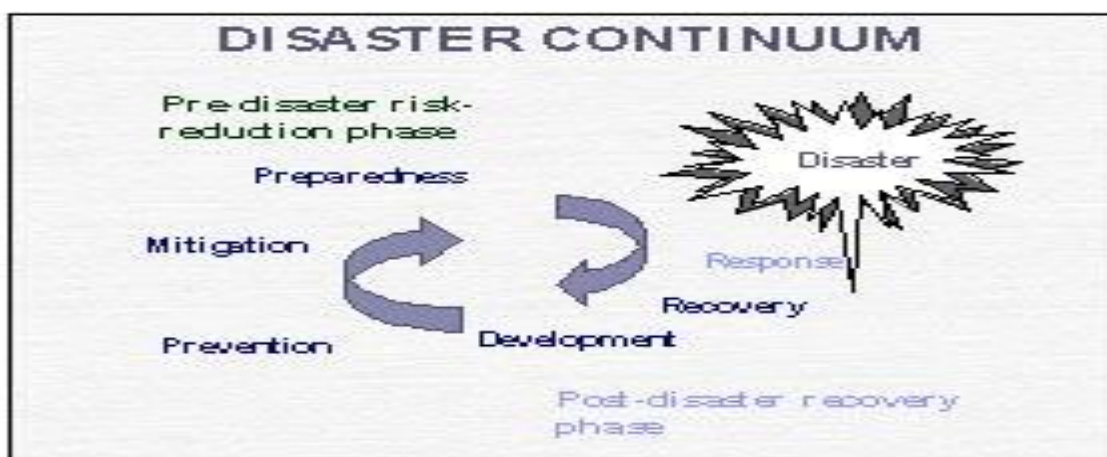 DISASTER CONTINUUM
Pre-disaster risk-
reduction phase
Disaster
Preparedness
Mitigation
Response
Recovery
Prevention
Development
Post-disaster recovery
phase